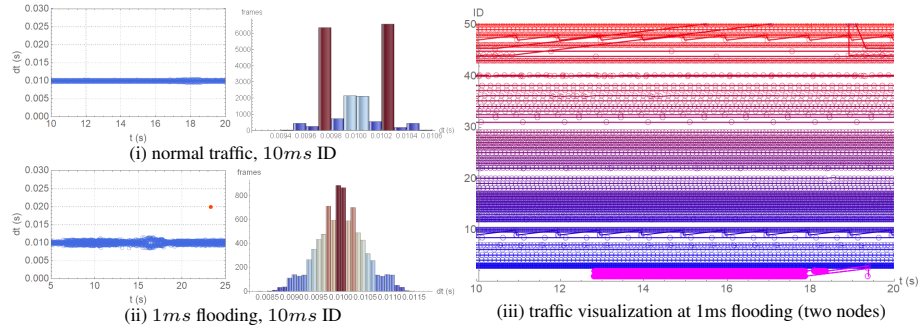 0.030
0.025
0.020
0.015
0.010
0.005
0.000
dt (s)
10 12 14 16 18 20
t (s)
frames
6000
5000
4000
3000
2000
1000
0.0094 0.0096 0.0098 0.0100 0.0102 0.0104 0.0106
dt (s)
(i) normal traffic, 10ms ID
0.030
0.025
0.020
0.015
0.010
0.005
0.000
dt (s)
5 10 15 20 25
t (s)
frames
800
600
400
200
0
0.0085 0.0090 0.0095 0.0100 0.0105 0.0110 0.0115
dt (s)
(ii) 1ms flooding, 10ms ID
ID
50
40
30
20
10
0
10 12 14 16 18 20
t (s)
(iii) traffic visualization at 1ms flooding (two nodes)